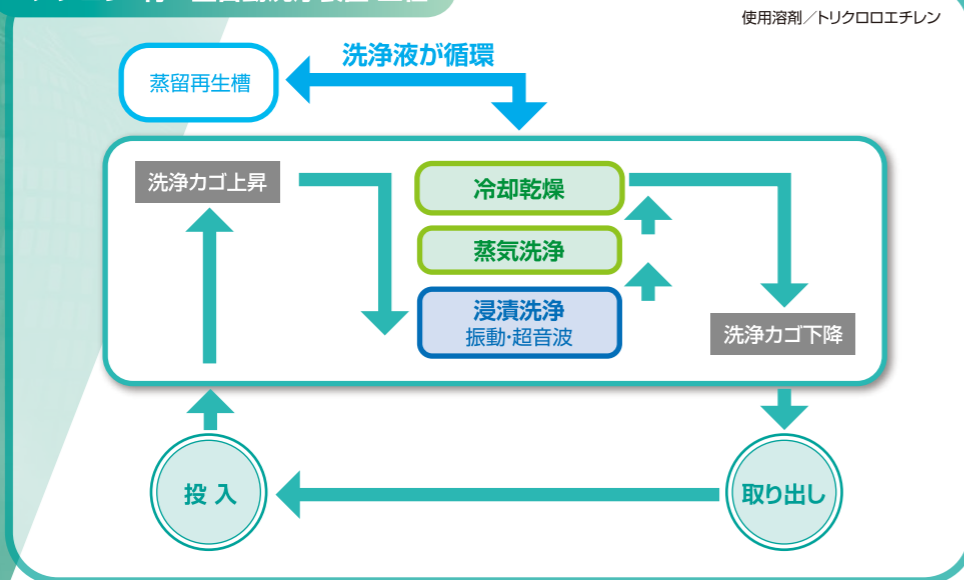 使用溶剤／トリクロロエチレン
洗浄液が循環
蒸留再生槽
洗浄カゴ上昇
冷却乾燥
蒸気洗浄
浸漬洗浄
振動・超音波
洗浄カゴ下降
投 入
取り出し